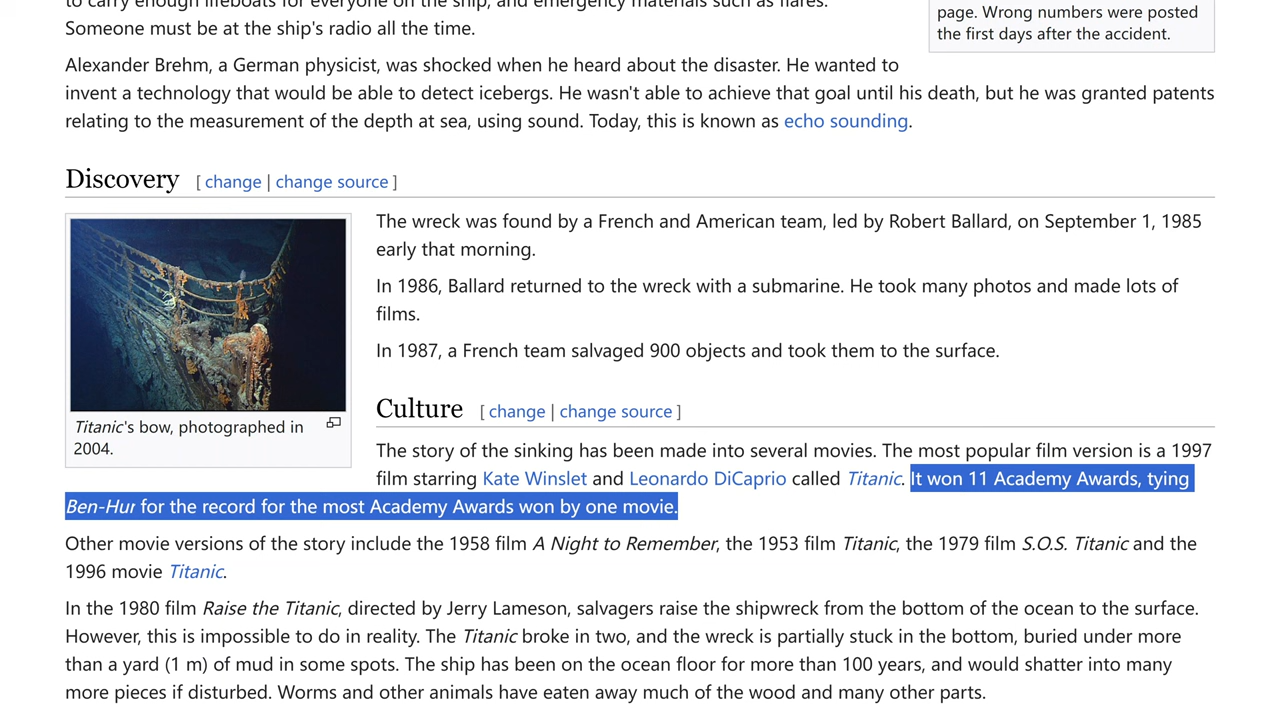 to carry enough lifeboats for everyone on the ship, and emergency materials such as flares.
Someone must be at the ship's radio all the time.
page. Wrong numbers were posted
the first days after the accident.
Alexander Brehm, a German physicist, was shocked when he heard about the disaster. He wanted to
invent a technology that would be able to detect icebergs. He wasn't able to achieve that goal until his death, but he was granted patents
relating to the measurement of the depth at sea, using sound. Today, this is known as echo sounding.
Discovery [ change | change source ]
The wreck was found by a French and American team, led by Robert Ballard, on September 1, 1985
early that morning.
In 1986, Ballard returned to the wreck with a submarine. He took many photos and made lots of
films.
In 1987, a French team salvaged 900 objects and took them to the surface.
Titanic's bow, photographed in
2004.
Culture [ change | change source ]
The story of the sinking has been made into several movies. The most popular film version is a 1997
film starring Kate Winslet and Leonardo DiCaprio called Titanic. It won 11 Academy Awards, tying
Ben-Hur for the record for the most Academy Awards won by one movie.
Other movie versions of the story include the 1958 film A Night to Remember, the 1953 film Titanic, the 1979 film S.O.S. Titanic and the
1996 movie Titanic.
In the 1980 film Raise the Titanic, directed by Jerry Lameson, salvagers raise the shipwreck from the bottom of the ocean to the surface.
However, this is impossible to do in reality. The Titanic broke in two, and the wreck is partially stuck in the bottom, buried under more
than a yard (1 m) of mud in some spots. The ship has been on the ocean floor for more than 100 years, and would shatter into many
more pieces if disturbed. Worms and other animals have eaten away much of the wood and many other parts.